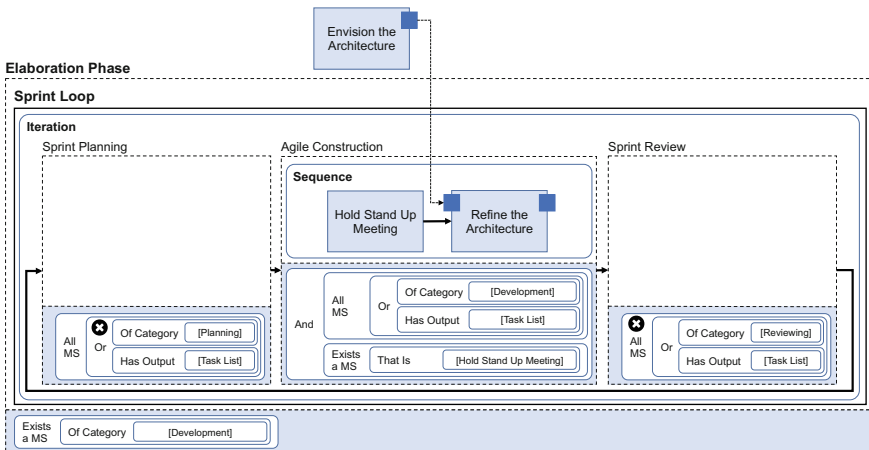 Envision the
Architecture
Elaboration Phase
Sprint Loop
Iteration
Sprint Planning
Agile Construction
Sprint Review
Sequence
Hold Stand Up
Meeting
Refine the
Architecture
All
MS
Or
Of Category
[Planning]
Has Output
[Task List]
And
All
MS
Or
Of Category
[Development]
Has Output
[Task List]
Exists
a MS
That Is
[Hold Stand Up Meeting]
All
MS
Or
Of Category
[Reviewing]
Has Output
[Task List]
Exists
a MS
Of Category
[Development]